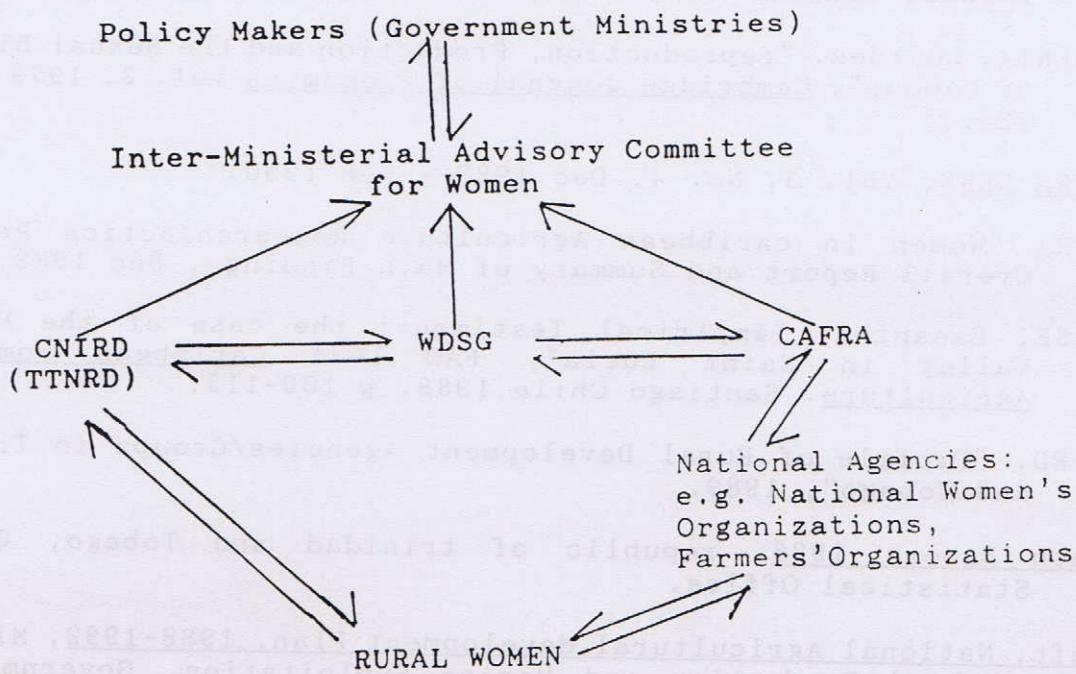 Policy Makers (Government Ministries)
Inter-Ministerial Advisory Committee
for Women
CNIRD
(TTNRD)
WDSG
CAFRA
National Agencies:
e.g. National Women's
Organizations,
Farmers'Organizations
RURAL WOMEN